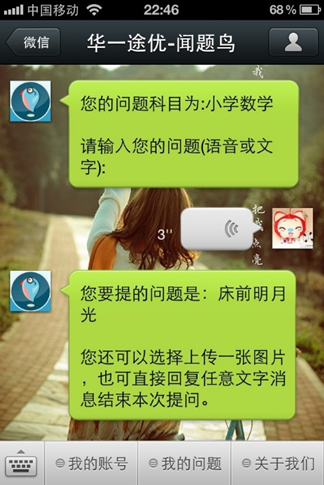 中国移动 22:46 68%
微信 华一途优-闻题鸟
我
您的问题科目为:小学数学
请输入您的问题(语音或文
字):
把
点
亮
3''
您要提的问题是：床前明月
光
您还可以选择上传一张图片
，也可直接回复任意文字消
息结束本次提问。
我的账号 我的问题 关于我们